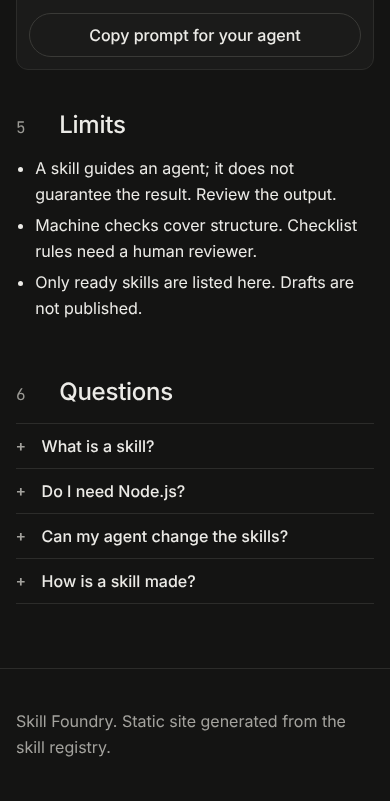 Copy prompt for your agent
5 Limits
• A skill guides an agent; it does not
guarantee the result. Review the output.
• Machine checks cover structure. Checklist
rules need a human reviewer.
• Only ready skills are listed here. Drafts are
not published.
6 Questions
+ What is a skill?
+ Do I need Node.js?
+ Can my agent change the skills?
+ How is a skill made?
Skill Foundry. Static site generated from the
skill registry.